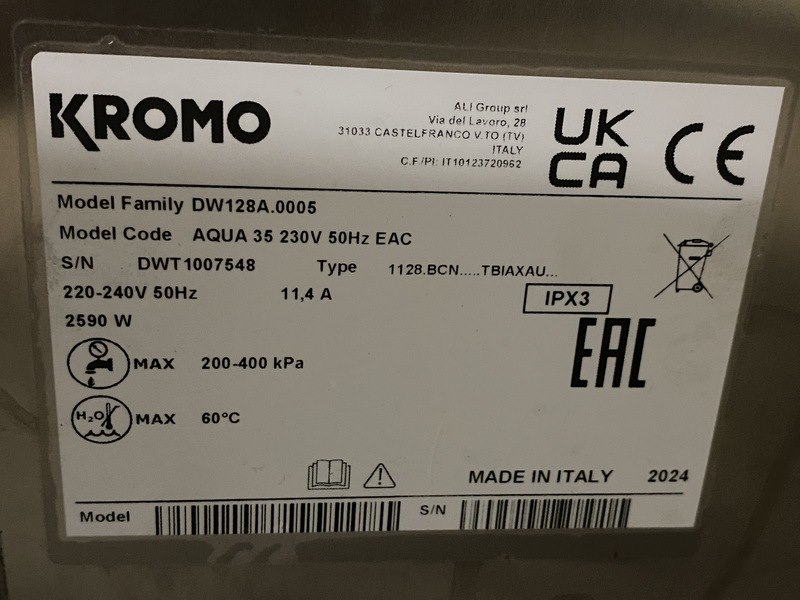 KROMO
ALI Group srl
Via del Lavoro, 28
31033 CASTELFRANCO V.TO (TV)
ITALY
C.F./PI: IT10123720962
UK
CA
CE
Model Family DW128A.0005
Model Code AQUA 35 230V 50Hz EAC
S/N DWT1007548 Type 1128.BCN.....TBIAXAU...
220-240V 50Hz 11,4 A IPX3
2590 W
EAC
MAX 200-400 kPa
H₂O MAX 60°C
MADE IN ITALY 2024
Model S/N